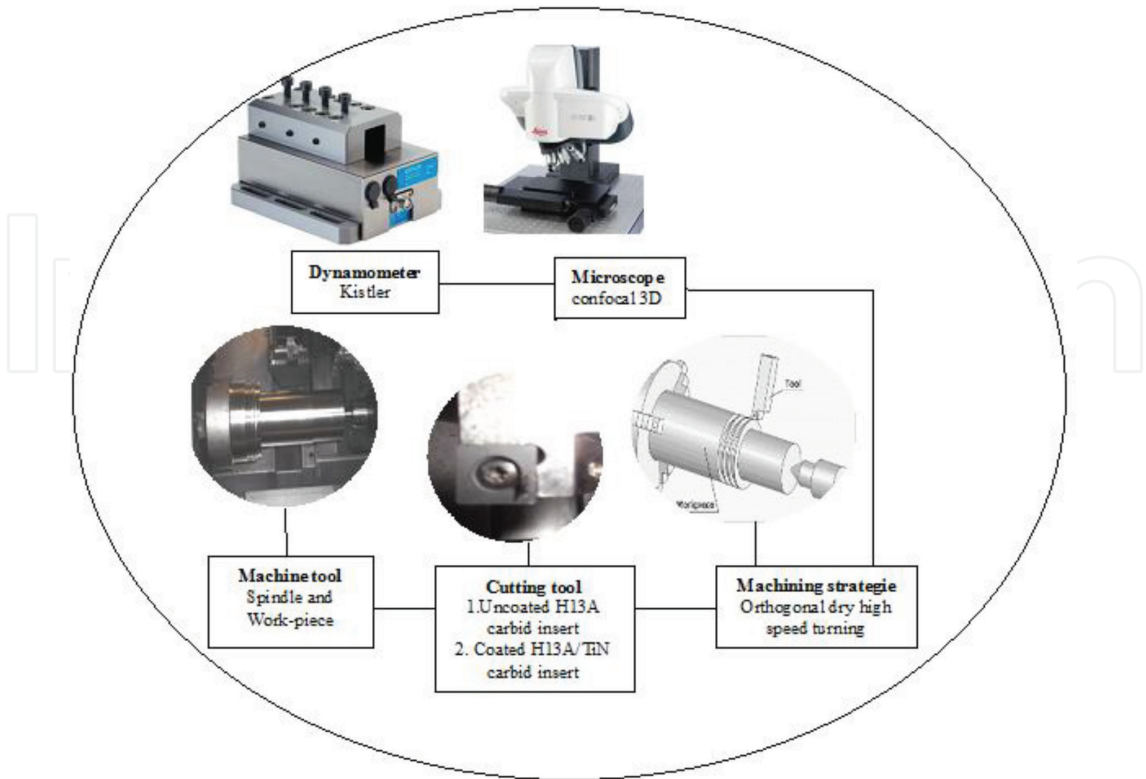 Dynamometer
Kistler
Microscope
confocal 3D
Tool
Workpiece
Machine tool
Spindle and
Work-piece
Cutting tool
1.Uncoated H13A
carbid insert
2. Coated H13A/TiN
carbid insert
Machining strategie
Orthogonal dry high
speed turning